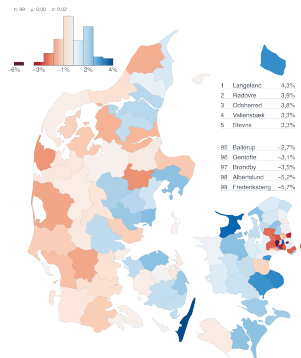 N: 99 μ: 0,00 σ: 0,02
−6% −3% −1% 2% 4%
1 Langeland 4,3%
2 Rødovre 3,9%
3 Odsherred 3,8%
4 Vallensbæk 3,3%
5 Stevns 3,3%
95 Ballerup −2,7%
96 Gentofte −3,1%
97 Brøndby −3,5%
98 Albertslund −5,2%
99 Frederiksberg −5,7%